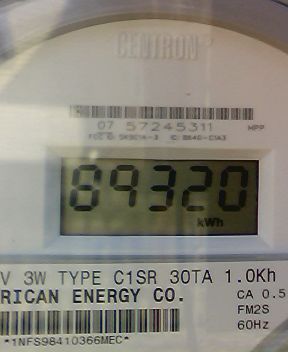 CENTRON
07 57245311 MPP
89320
kWh
V 3W TYPE C1SR 30TA 1.0Kh
RICAN ENERGY CO. CA 0.5
FM2S
60Hz
*1NFS98410366MEC*